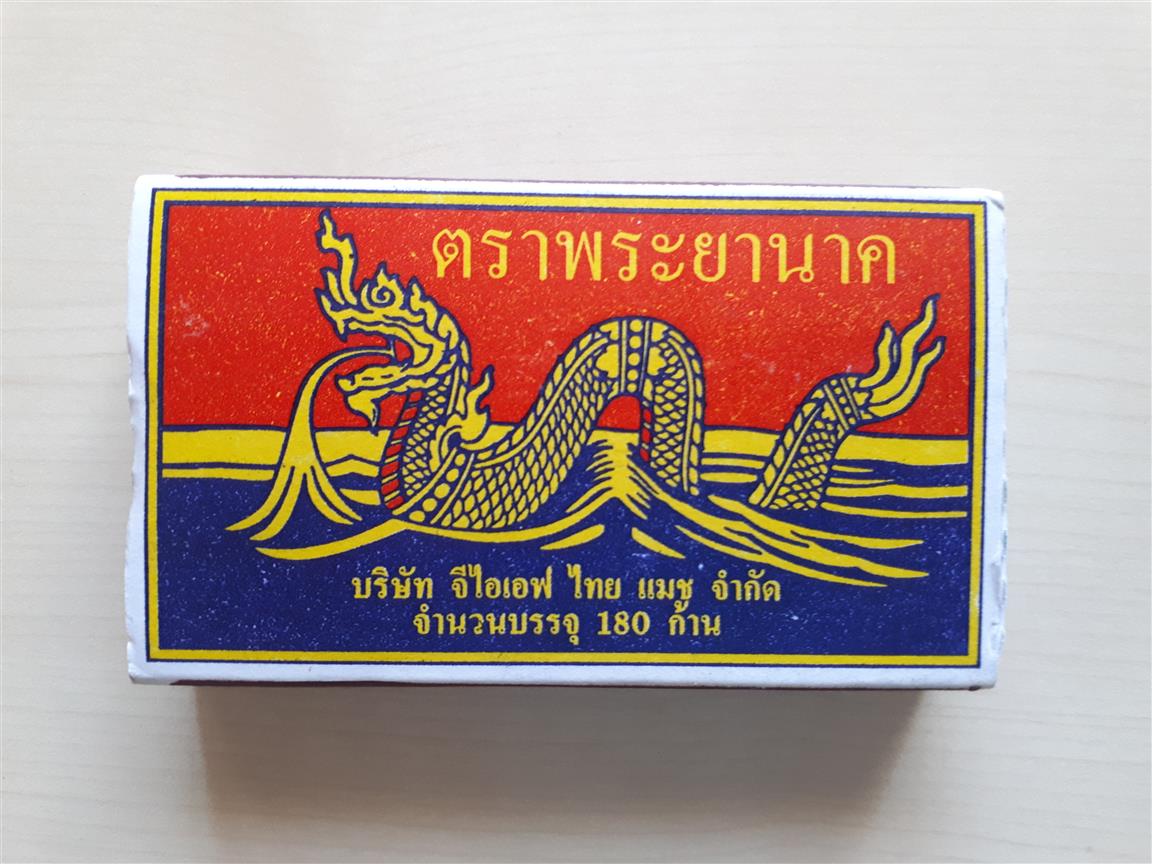 ตราพระยานาค
บริษัท จีไอเอฟ ไทย แมช จำกัด
จำนวนบรรจุ 180 ก้าน